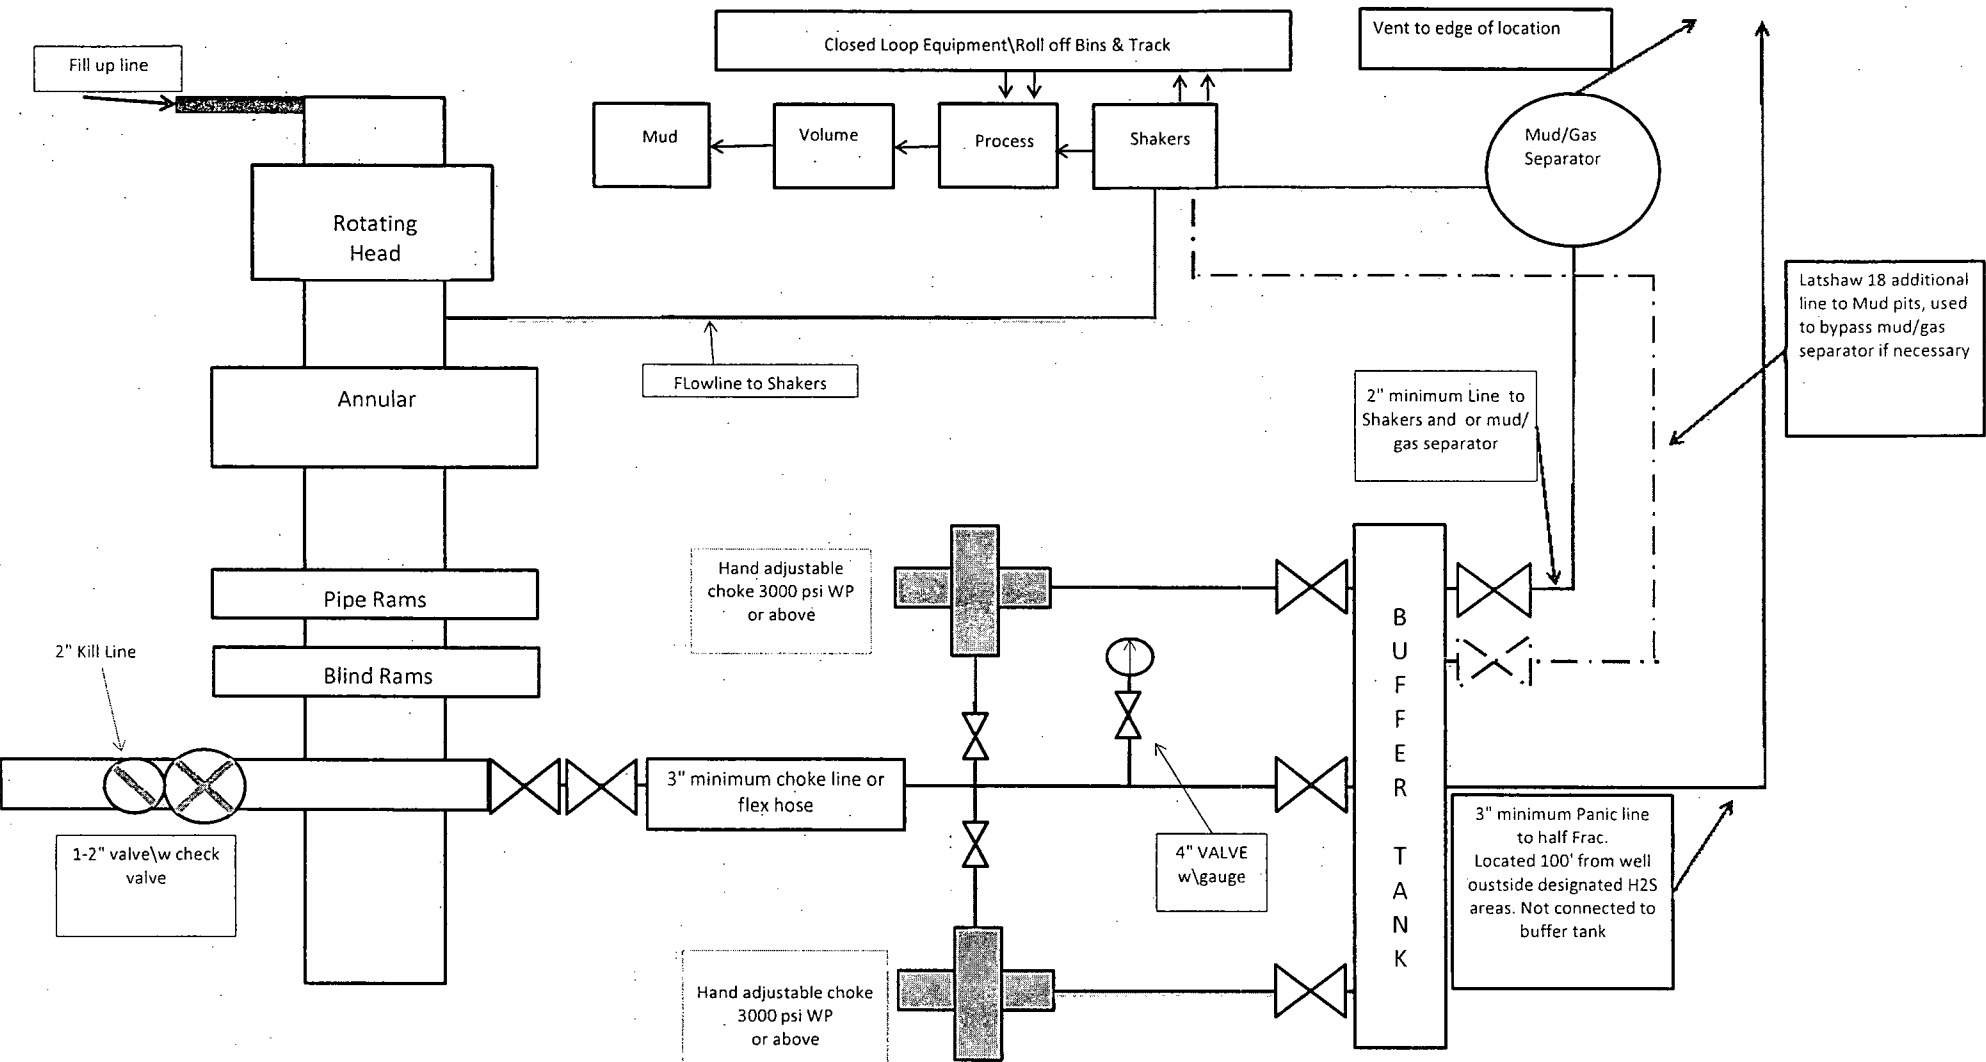 Closed Loop Equipment\Roll off Bins & Track
Vent to edge of location
Fill up line
Mud
Volume
Process
Shakers
Mud/Gas
Separator
Rotating
Head
Latshaw 18 additional
line to Mud pits, used
to bypass mud/gas
separator if necessary
FLowline to Shakers
Annular
2" minimum Line to
Shakers and or mud/
gas separator
Hand adjustable
choke 3000 psi WP
or above
Pipe Rams
2" Kill Line
Blind Rams
BUFFER TANK
3" minimum choke line or
flex hose
1-2" valve\w check
valve
4" VALVE
w\gauge
3" minimum Panic line
to half Frac.
Located 100' from well
oustside designated H2S
areas. Not connected to
buffer tank
Hand adjustable choke
3000 psi WP
or above